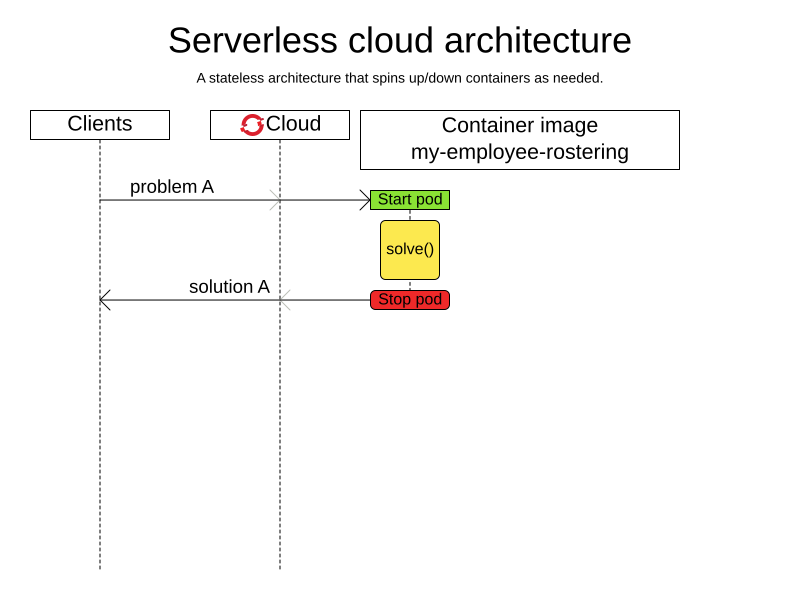 Serverless cloud architecture
A stateless architecture that spins up/down containers as needed.
Clients
Cloud
Container image
my-employee-rostering
problem A
Start pod
solve()
solution A
Stop pod